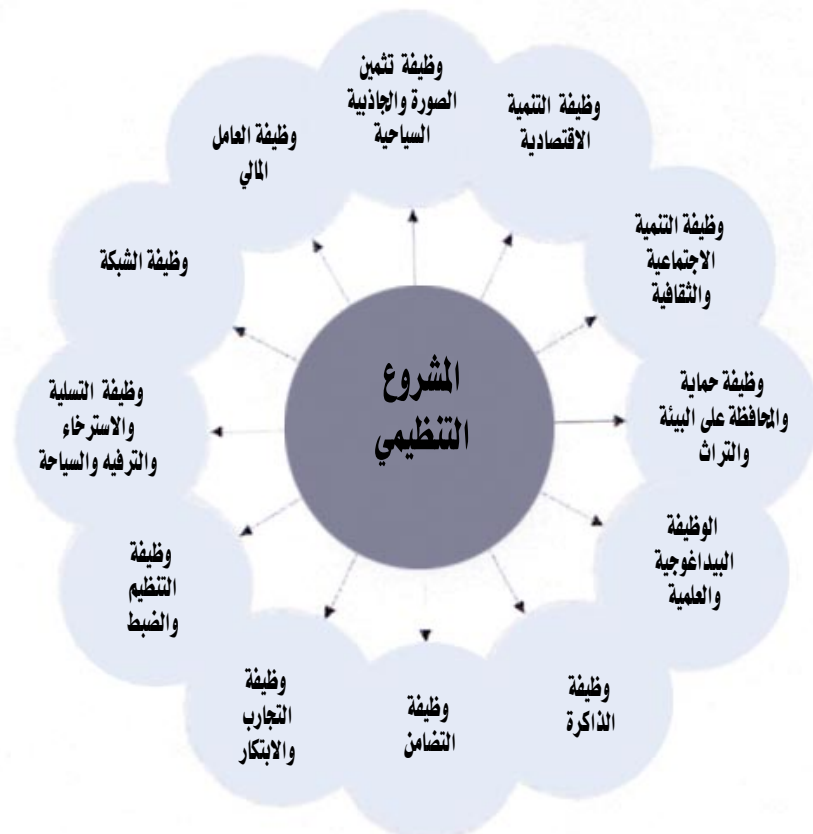 المشروع
التنظيمي
وظيفة تثمين
الصورة والجاذبية
السياحية
وظيفة التنمية
الاقتصادية
وظيفة التنمية
الاجتماعية
والثقافية
وظيفة حماية
والمحافظة على البيئة
والتراث
الوظيفة
البيداغوجية
والعلمية
وظيفة
الذاكرة
وظيفة
التضامن
وظيفة
التجارب
والابتكار
وظيفة
التنظيم
والضبط
وظيفة التسلية
والاسترخاء
والترفيه والسياحة
وظيفة الشبكة
وظيفة العامل
المالي